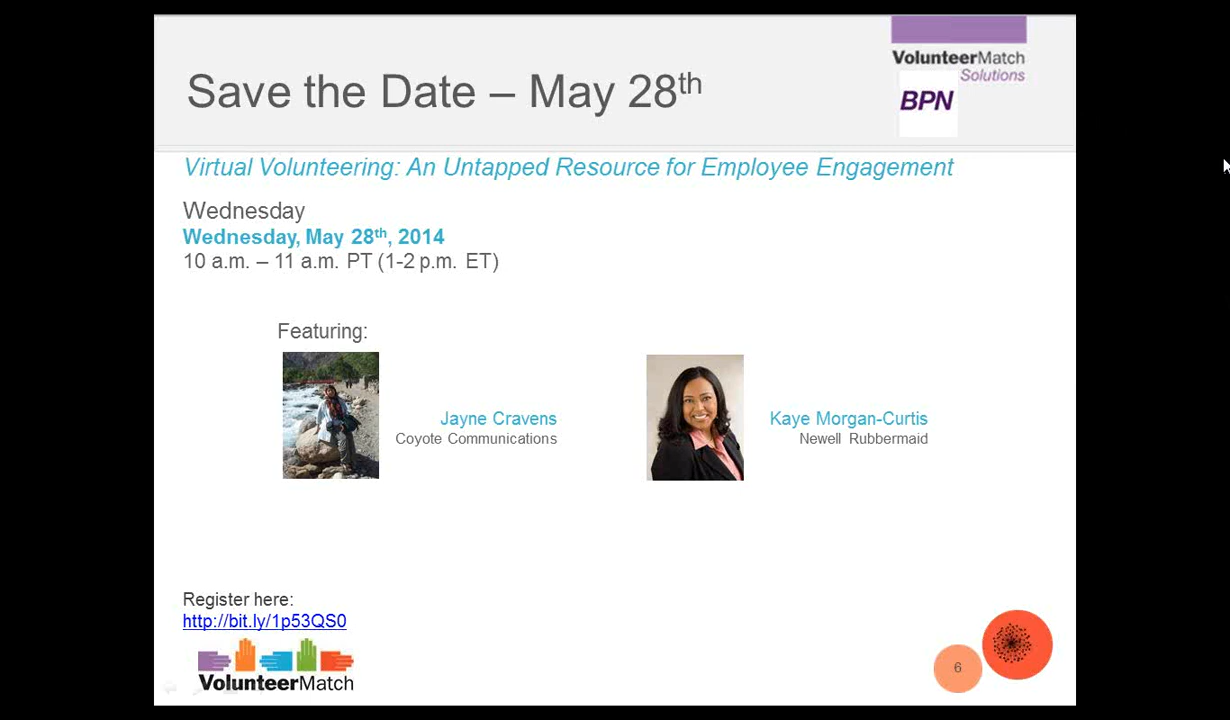 Save the Date – May 28th
VolunteerMatch
Solutions
BPN
Virtual Volunteering: An Untapped Resource for Employee Engagement
Wednesday
Wednesday, May 28th, 2014
10 a.m. – 11 a.m. PT (1-2 p.m. ET)
Featuring:
Jayne Cravens
Coyote Communications
Kaye Morgan-Curtis
Newell Rubbermaid
Register here:
http://bit.ly/1p53QS0
VolunteerMatch
6